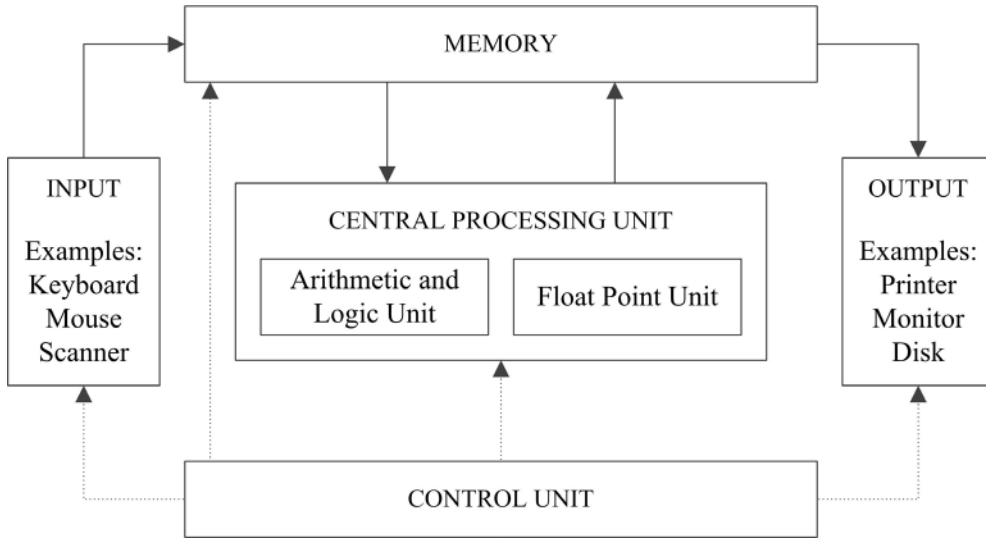 MEMORY
INPUT
Examples:
Keyboard
Mouse
Scanner
CENTRAL PROCESSING UNIT
Arithmetic and
Logic Unit
Float Point Unit
OUTPUT
Examples:
Printer
Monitor
Disk
CONTROL UNIT